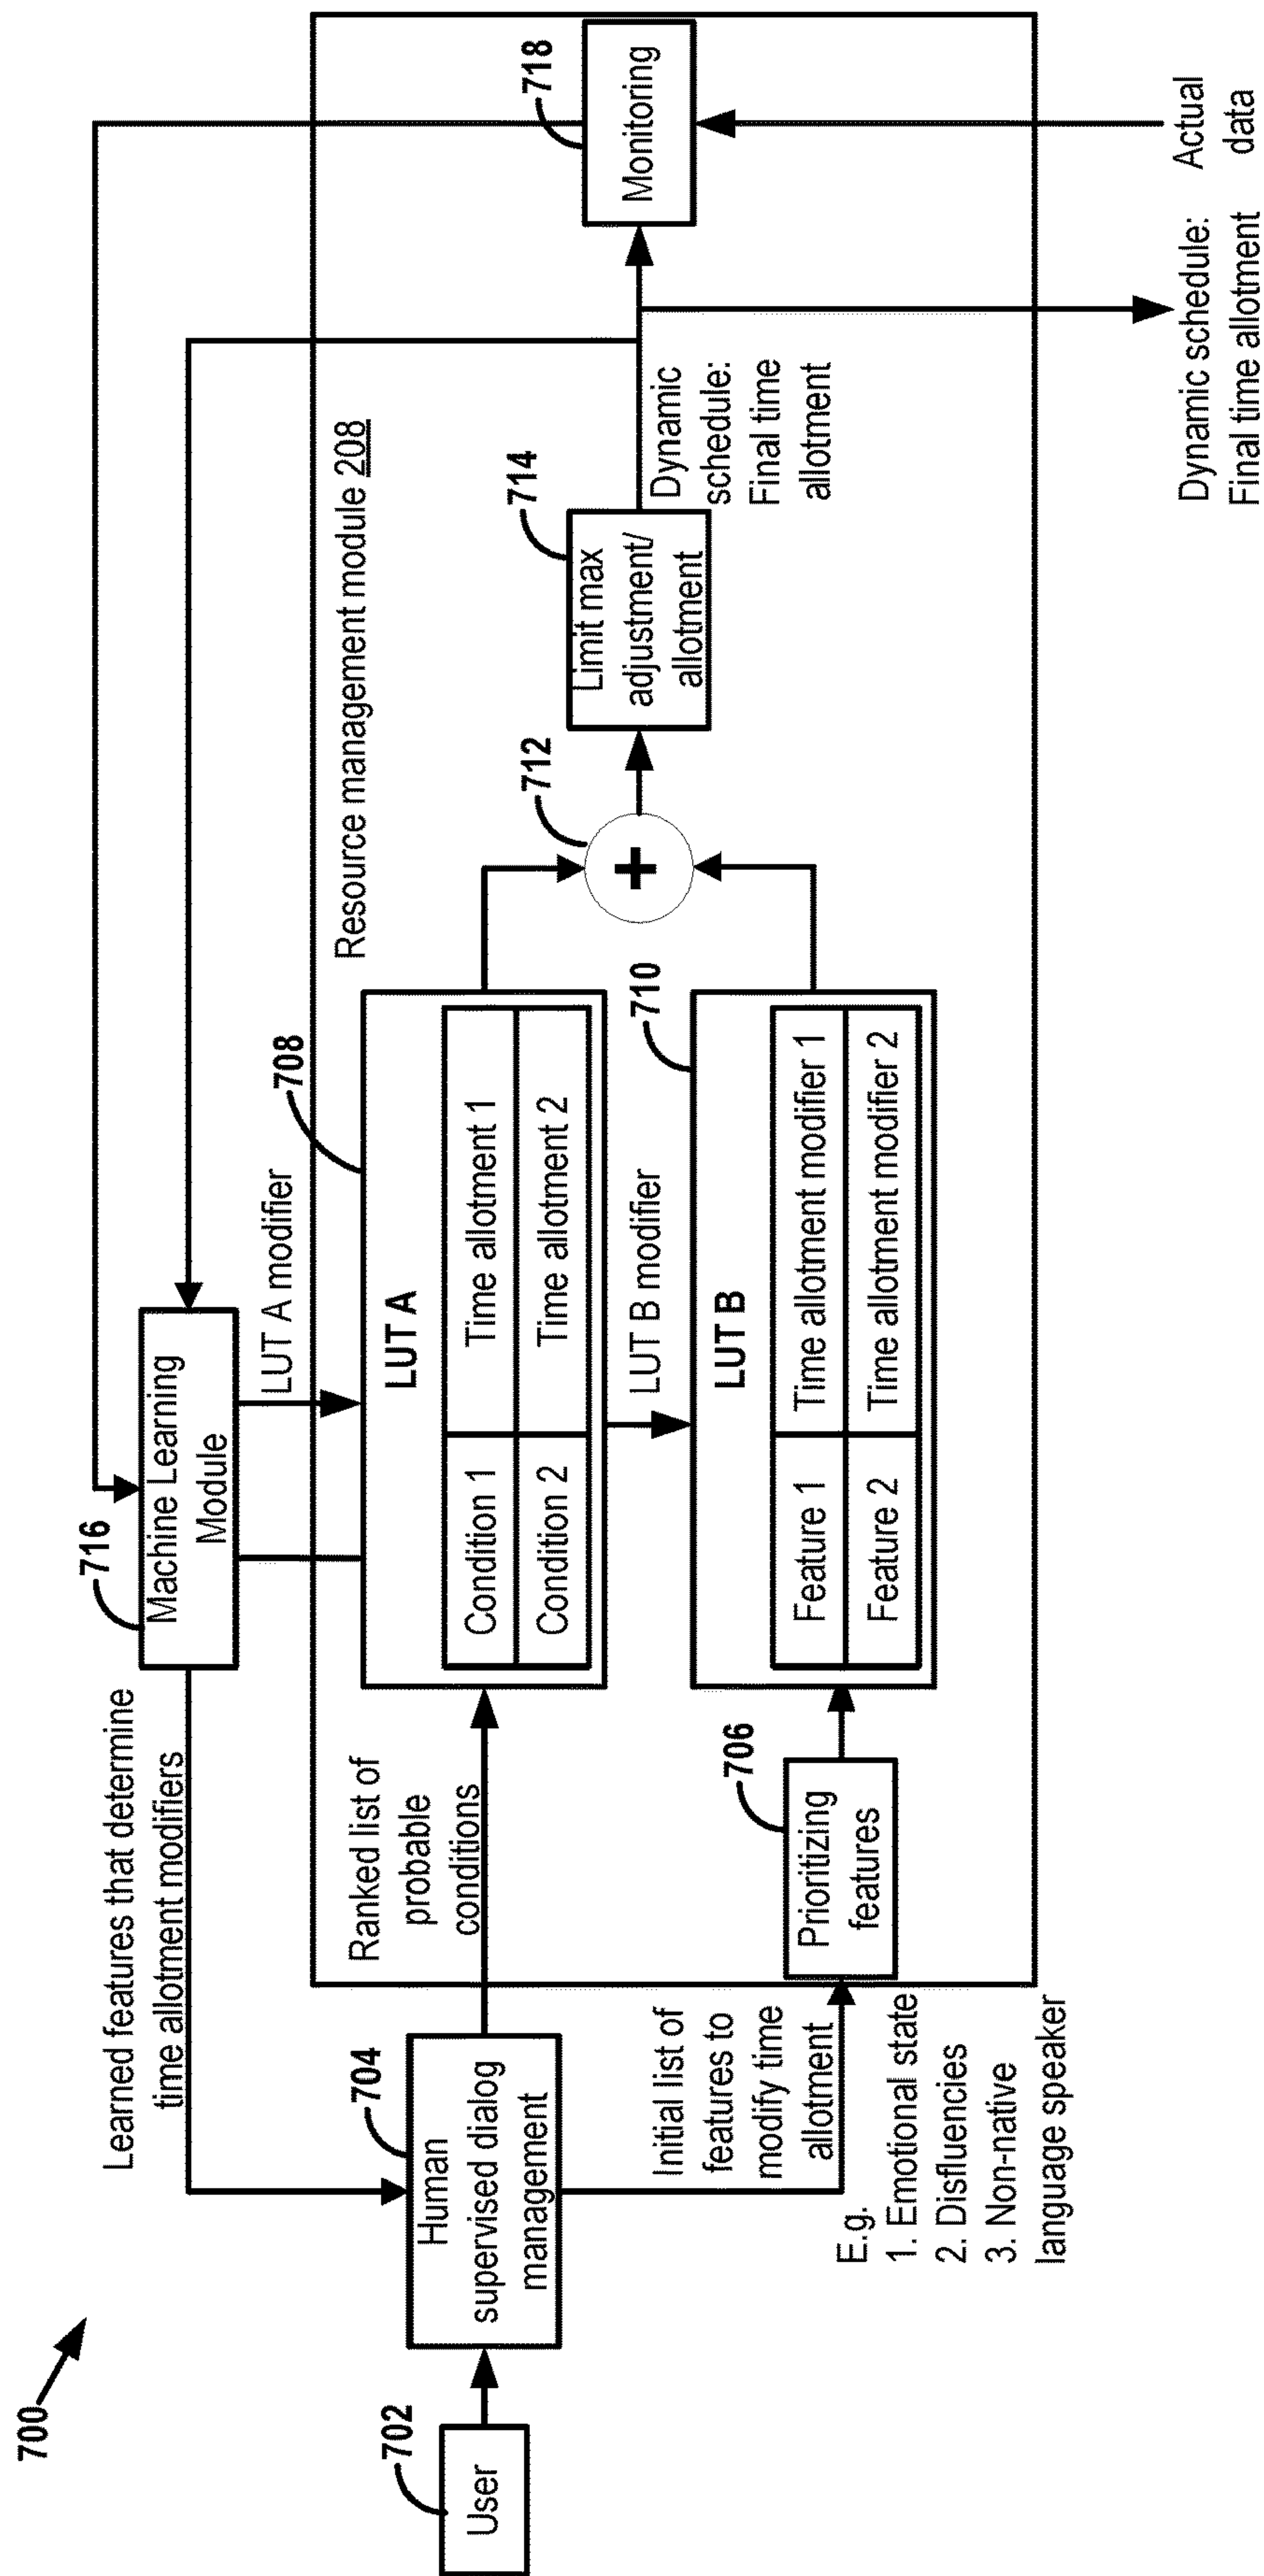 700
702
User
704
Human
supervised dialog
management
Learned features that determine
time allotment modifiers
716
Machine Learning
Module
Ranked list of
probable
conditions
Initial list of
features to
modify time
allotment
E.g.
1. Emotional state
2. Disfluencies
3. Non-native
language speaker
706
Prioritizing
features
LUT A modifier
708
Resource management module 208
LUT A
Condition 1 Time allotment 1
Condition 2 Time allotment 2
LUT B modifier
710
LUT B
Feature 1 Time allotment modifier 1
Feature 2 Time allotment modifier 2
712
+
714
Limit max
adjustment/
allotment
Dynamic
schedule:
Final time
allotment
718
Monitoring
Dynamic schedule:
Final time allotment
Actual
data